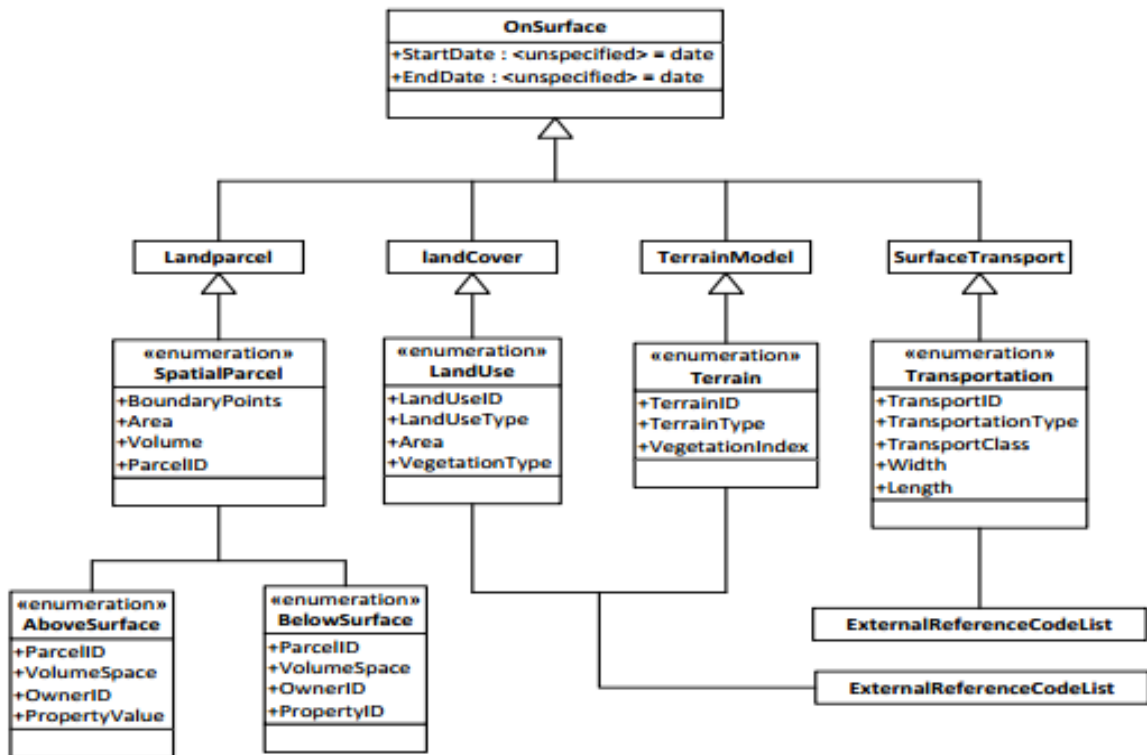 OnSurface
+StartDate : <unspecified> = date
+EndDate : <unspecified> = date
Landparcel
landCover
TerrainModel
SurfaceTransport
«enumeration»
SpatialParcel
+BoundaryPoints
+Area
+Volume
+ParcelID
«enumeration»
LandUse
+LandUseID
+LandUseType
+Area
+VegetationType
«enumeration»
Terrain
+TerrainID
+TerrainType
+VegetationIndex
«enumeration»
Transportation
+TransportID
+TransportationType
+TransportClass
+Width
+Length
«enumeration»
AboveSurface
+ParcelID
+VolumeSpace
+OwnerID
+PropertyValue
«enumeration»
BelowSurface
+ParcelID
+VolumeSpace
+OwnerID
+PropertyID
ExternalReferenceCodeList
ExternalReferenceCodeList